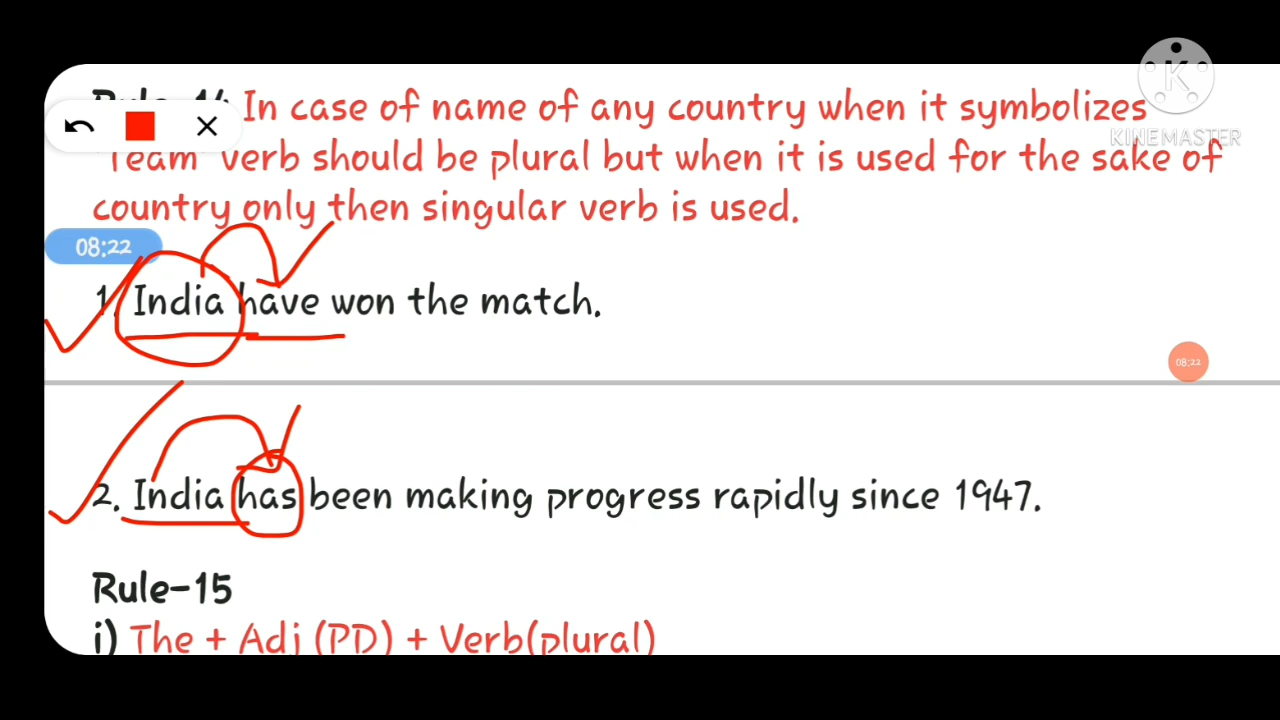 Rule-14 In case of name of any country when it symbolizes
Team verb should be plural but when it is used for the sake of
country only then singular verb is used.
08:22
1. India have won the match.
08:22
2. India has been making progress rapidly since 1947.
Rule-15
i) The + Adj (PD) + Verb(plural)
K
KINEMASTER